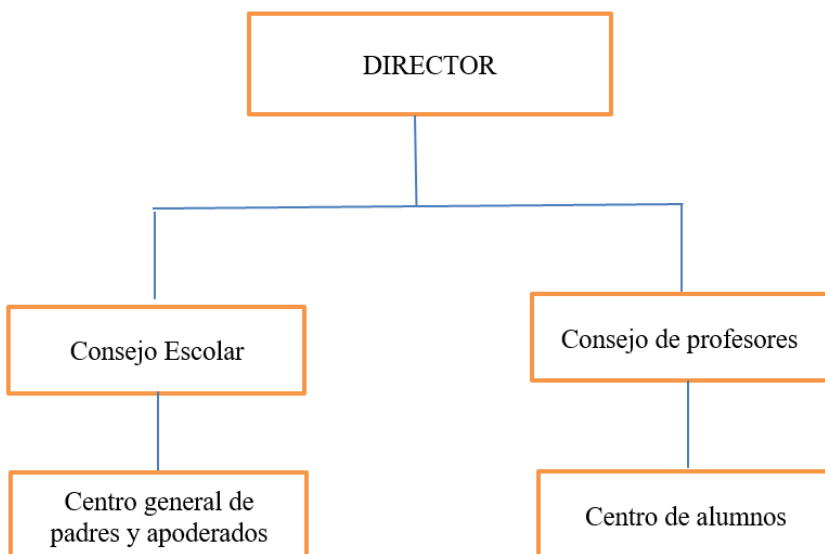 DIRECTOR
Consejo Escolar
Consejo de profesores
Centro general de
padres y apoderados
Centro de alumnos